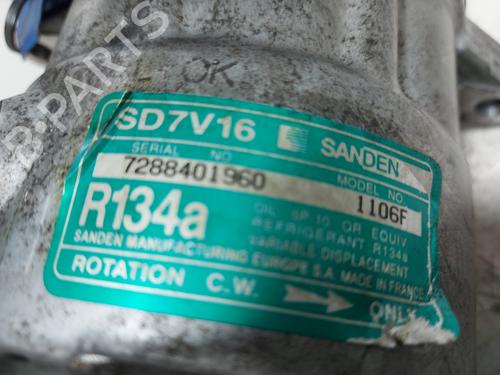 OK
SD7V16 SANDEN
SERIAL NO MODEL NO.
7288401960 1106F
R134a
OIL SP.10 OR EQUIV
REFRIGERANT R134a
VARIABLE DISPLACEMENT
SANDEN MANUFACTURING EUROPE S.A. MADE IN FRANCE
ROTATION C.W. ONLY
B-PARTS